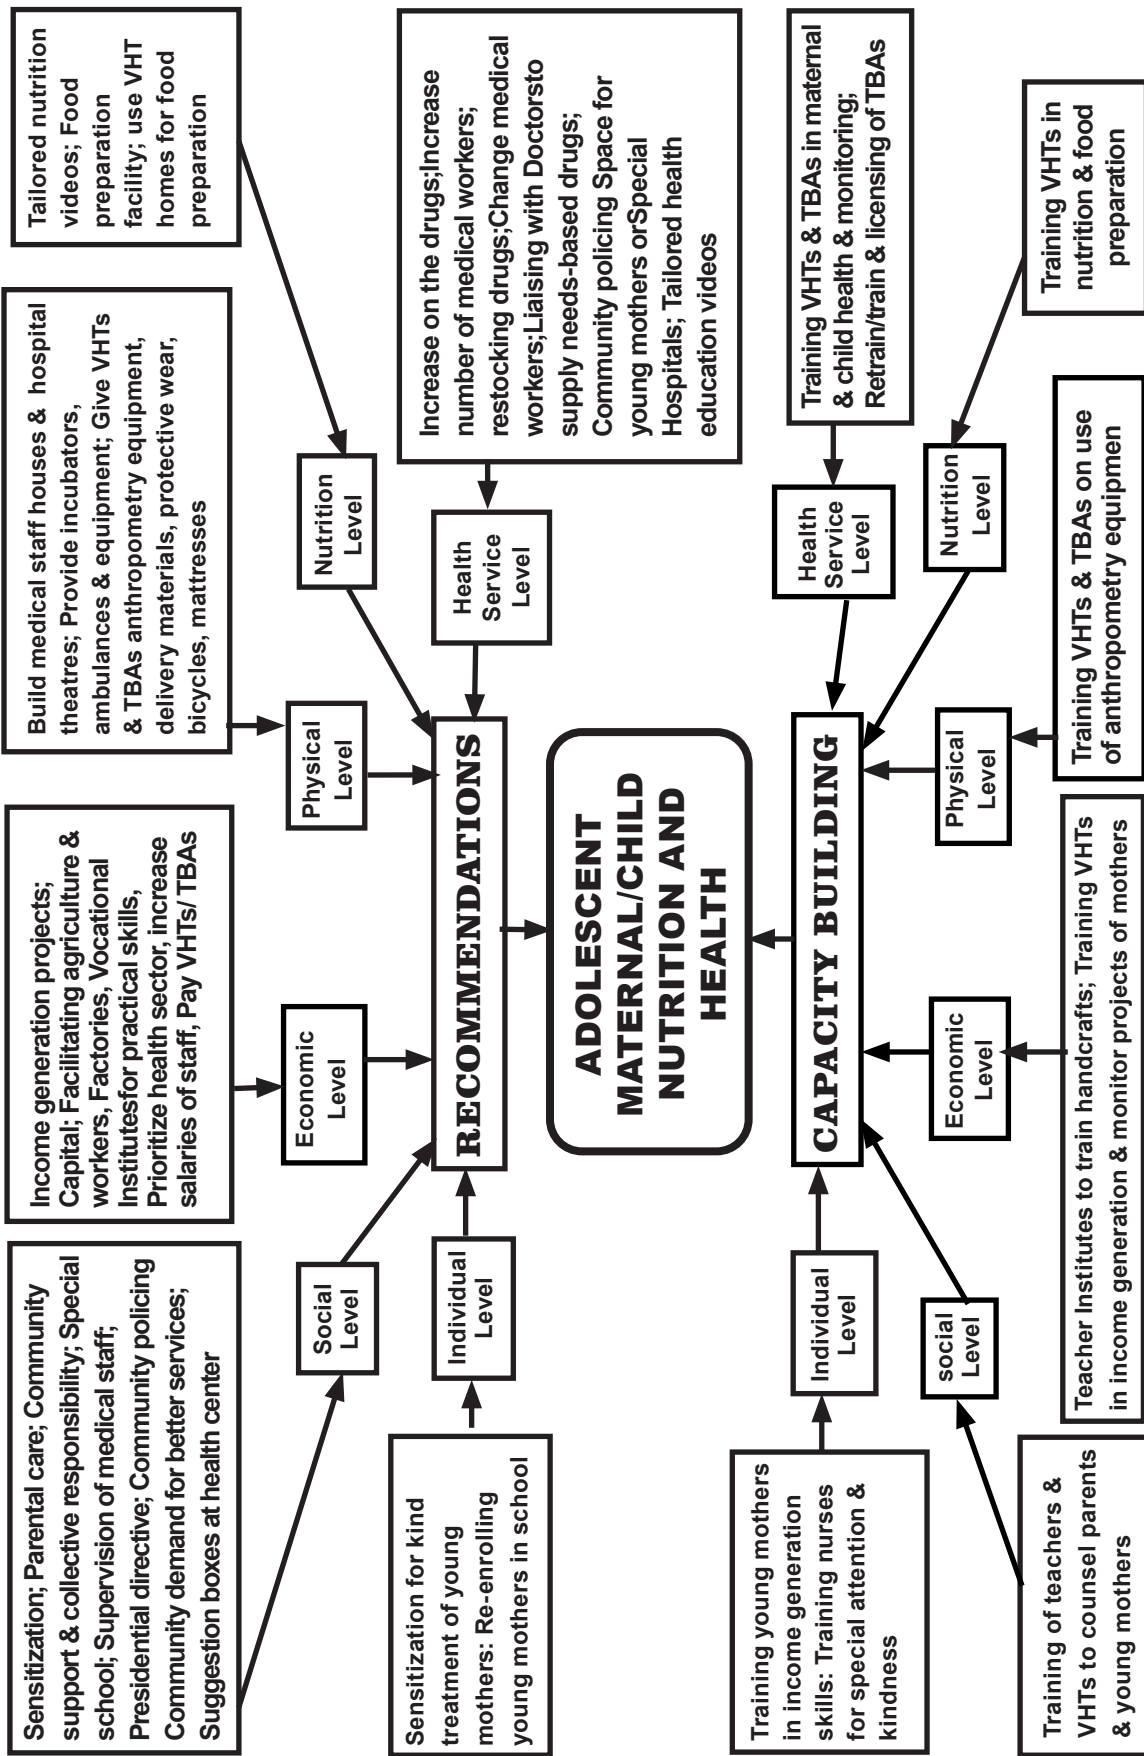 Sensitization; Parental care; Community
support & collective responsibility; Special
school; Supervision of medical staff;
Presidential directive; Community policing
Community demand for better services;
Suggestion boxes at health center
Income generation projects;
Capital; Facilitating agriculture &
workers, Factories, Vocational
Institutesfor practical skills,
Prioritize health sector, increase
salaries of staff, Pay VHTs/ TBAs
Build medical staff houses & hospital
theatres; Provide incubators,
ambulances & equipment; Give VHTs
& TBAs anthropometry equipment,
delivery materials, protective wear,
bicycles, mattresses
Tailored nutrition
videos; Food
preparation
facility; use VHT
homes for food
preparation
Social
Level
Economic
Level
Physical
Level
Nutrition
Level
Sensitization for kind
treatment of young
mothers: Re-enrolling
young mothers in school
Individual
Level
RECOMMENDATIONS
Health
Service
Level
Increase on the drugs;Increase
number of medical workers;
restocking drugs;Change medical
workers;Liaising with Doctorsto
supply needs-based drugs;
Community policing Space for
young mothers orSpecial
Hospitals; Tailored health
education videos
ADOLESCENT
MATERNAL/CHILD
NUTRITION AND
HEALTH
Training young mothers
in income generation
skills: Training nurses
for special attention &
kindness
Individual
Level
CAPACITY BUILDING
Health
Service
Level
Training VHTs & TBAs in maternal
& child health & monitoring;
Retrain/train & licensing of TBAs
social
Level
Economic
Level
Physical
Level
Nutrition
Level
Training of teachers &
VHTs to counsel parents
& young mothers
Teacher Institutes to train handcrafts; Training VHTs
in income generation & monitor projects of mothers
Training VHTs & TBAs on use
of anthropometry equipmen
Training VHTs in
nutrition & food
preparation